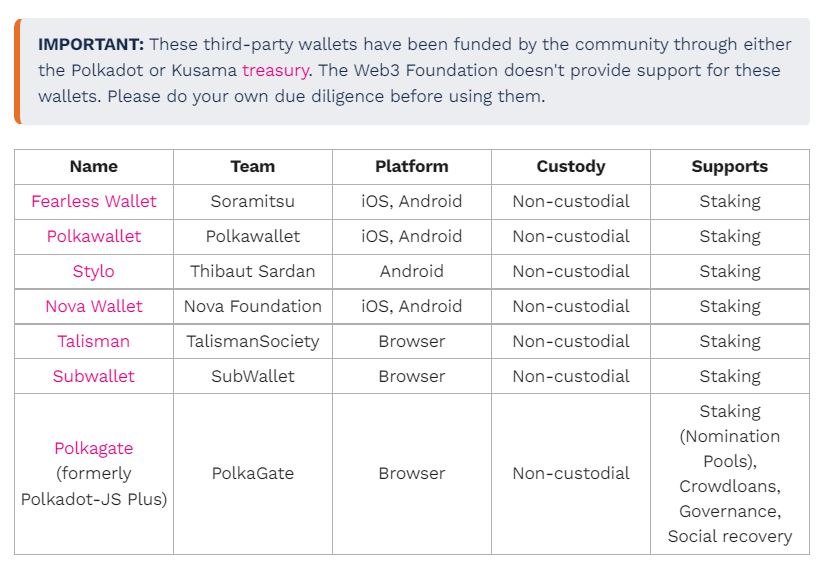 IMPORTANT: These third-party wallets have been funded by the community through either
the Polkadot or Kusama treasury. The Web3 Foundation doesn't provide support for these
wallets. Please do your own due diligence before using them.
Name Team Platform Custody Supports
Fearless Wallet Soramitsu iOS, Android Non-custodial Staking
Polkawallet Polkawallet iOS, Android Non-custodial Staking
Stylo Thibaut Sardan Android Non-custodial Staking
Nova Wallet Nova Foundation iOS, Android Non-custodial Staking
Talisman TalismanSociety Browser Non-custodial Staking
Subwallet SubWallet Browser Non-custodial Staking
Polkagate
(formerly
Polkadot-JS Plus)
PolkaGate
Browser
Non-custodial
Staking
(Nomination
Pools),
Crowdloans,
Governance,
Social recovery